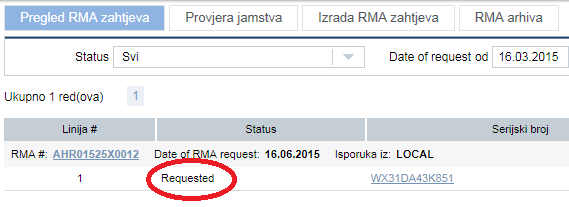 Pregled RMA zahtjeva Provjera jamstva Izrada RMA zahtjeva RMA arhiva
Status Svi Date of request od 16.03.2015
Ukupno 1 red(ova) 1
Linija # Status Serijski broj
RMA #: AHR01525X0012 Date of RMA request: 16.06.2015 Isporuka iz: LOCAL
1 Requested WX31DA43K851